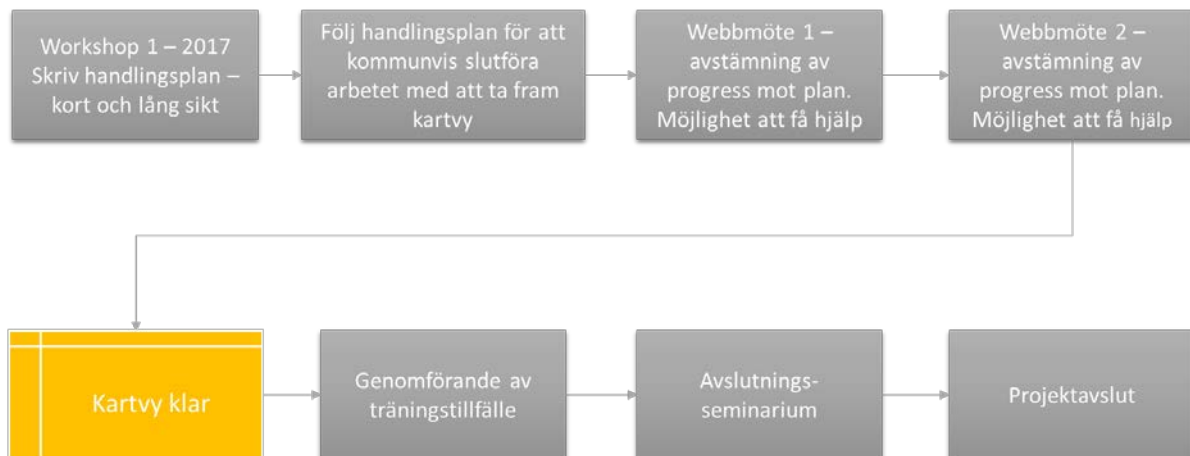 Workshop 1 – 2017
Skriv handlingsplan –
kort och lång sikt
Följ handlingsplan för att
kommunvis slutföra
arbetet med att ta fram
kartvy
Webbmöte 1 –
avstämning av
progress mot plan.
Möjlighet att få hjälp
Webbmöte 2 –
avstämning av
progress mot plan.
Möjlighet att få hjälp
Kartvy klar
Genomförande av
träningstillfälle
Avslutnings-
seminarium
Projektavslut